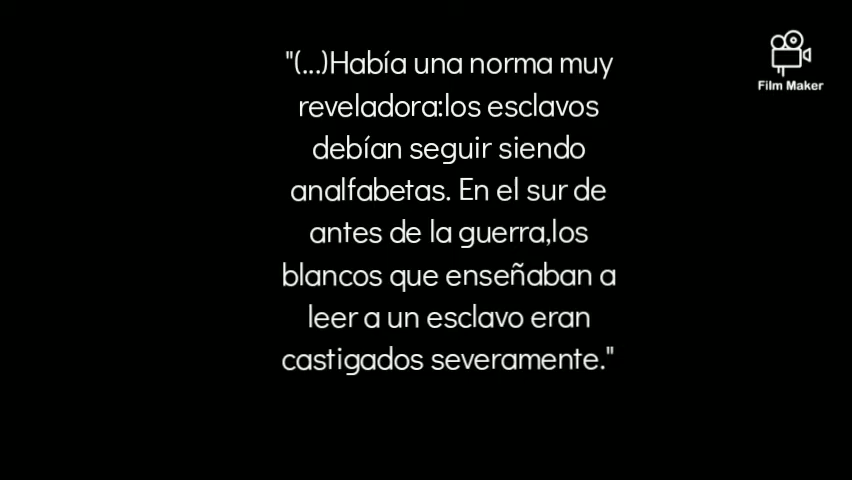 "(...)Había una norma muy
reveladora:los esclavos
debían seguir siendo
analfabetas. En el sur de
antes de la guerra,los
blancos que enseñaban a
leer a un esclavo eran
castigados severamente."
Film Maker